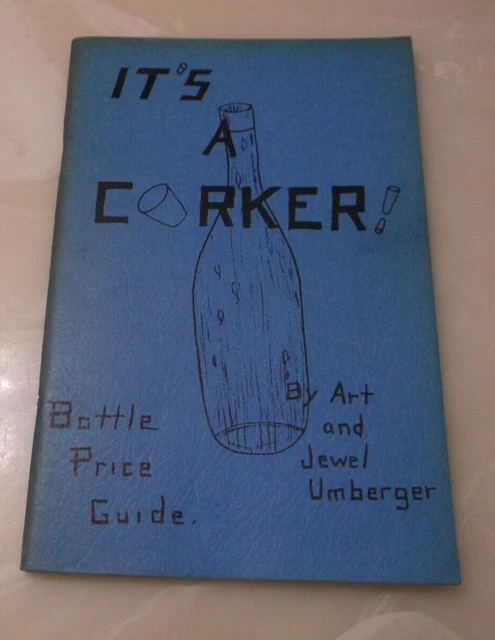 IT'S
A
CORKER!
Bottle
Price
Guide.
By Art
and
Jewel
Umberger